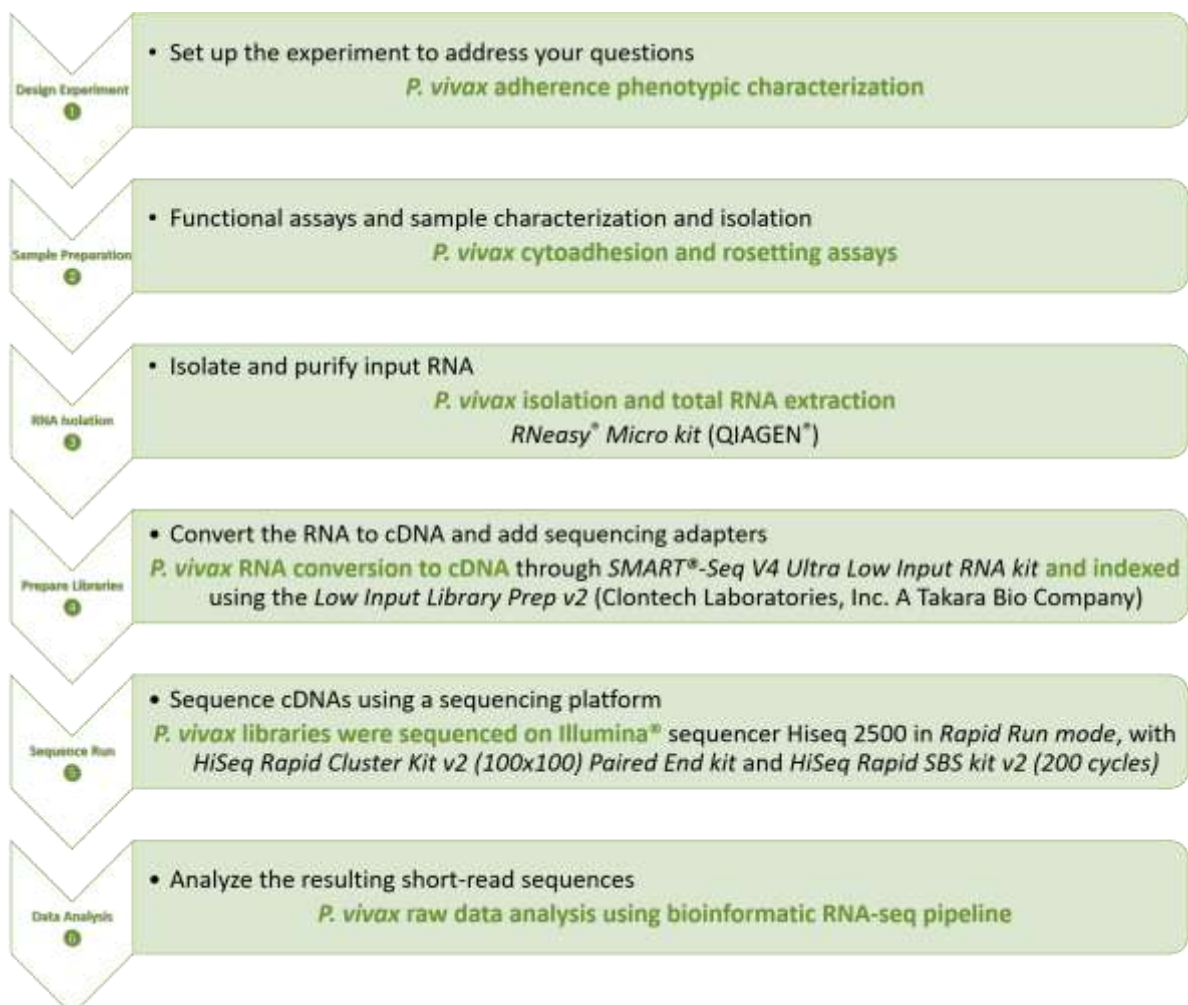 • Set up the experiment to address your questions
P. vivax adherence phenotypic characterization
Design Experiment
1
• Functional assays and sample characterization and isolation
P. vivax cytoadhesion and rosetting assays
Sample Preparation
2
• Isolate and purify input RNA
P. vivax isolation and total RNA extraction
RNeasy® Micro kit (QIAGEN®)
RNA Isolation
3
• Convert the RNA to cDNA and add sequencing adapters
P. vivax RNA conversion to cDNA through SMART®-Seq V4 Ultra Low Input RNA kit and indexed
using the Low Input Library Prep v2 (Clontech Laboratories, Inc. A Takara Bio Company)
Prepare Libraries
4
• Sequence cDNAs using a sequencing platform
P. vivax libraries were sequenced on Illumina® sequencer Hiseq 2500 in Rapid Run mode, with
HiSeq Rapid Cluster Kit v2 (100x100) Paired End kit and HiSeq Rapid SBS kit v2 (200 cycles)
Sequence Run
5
• Analyze the resulting short-read sequences
P. vivax raw data analysis using bioinformatic RNA-seq pipeline
Data Analysis
6